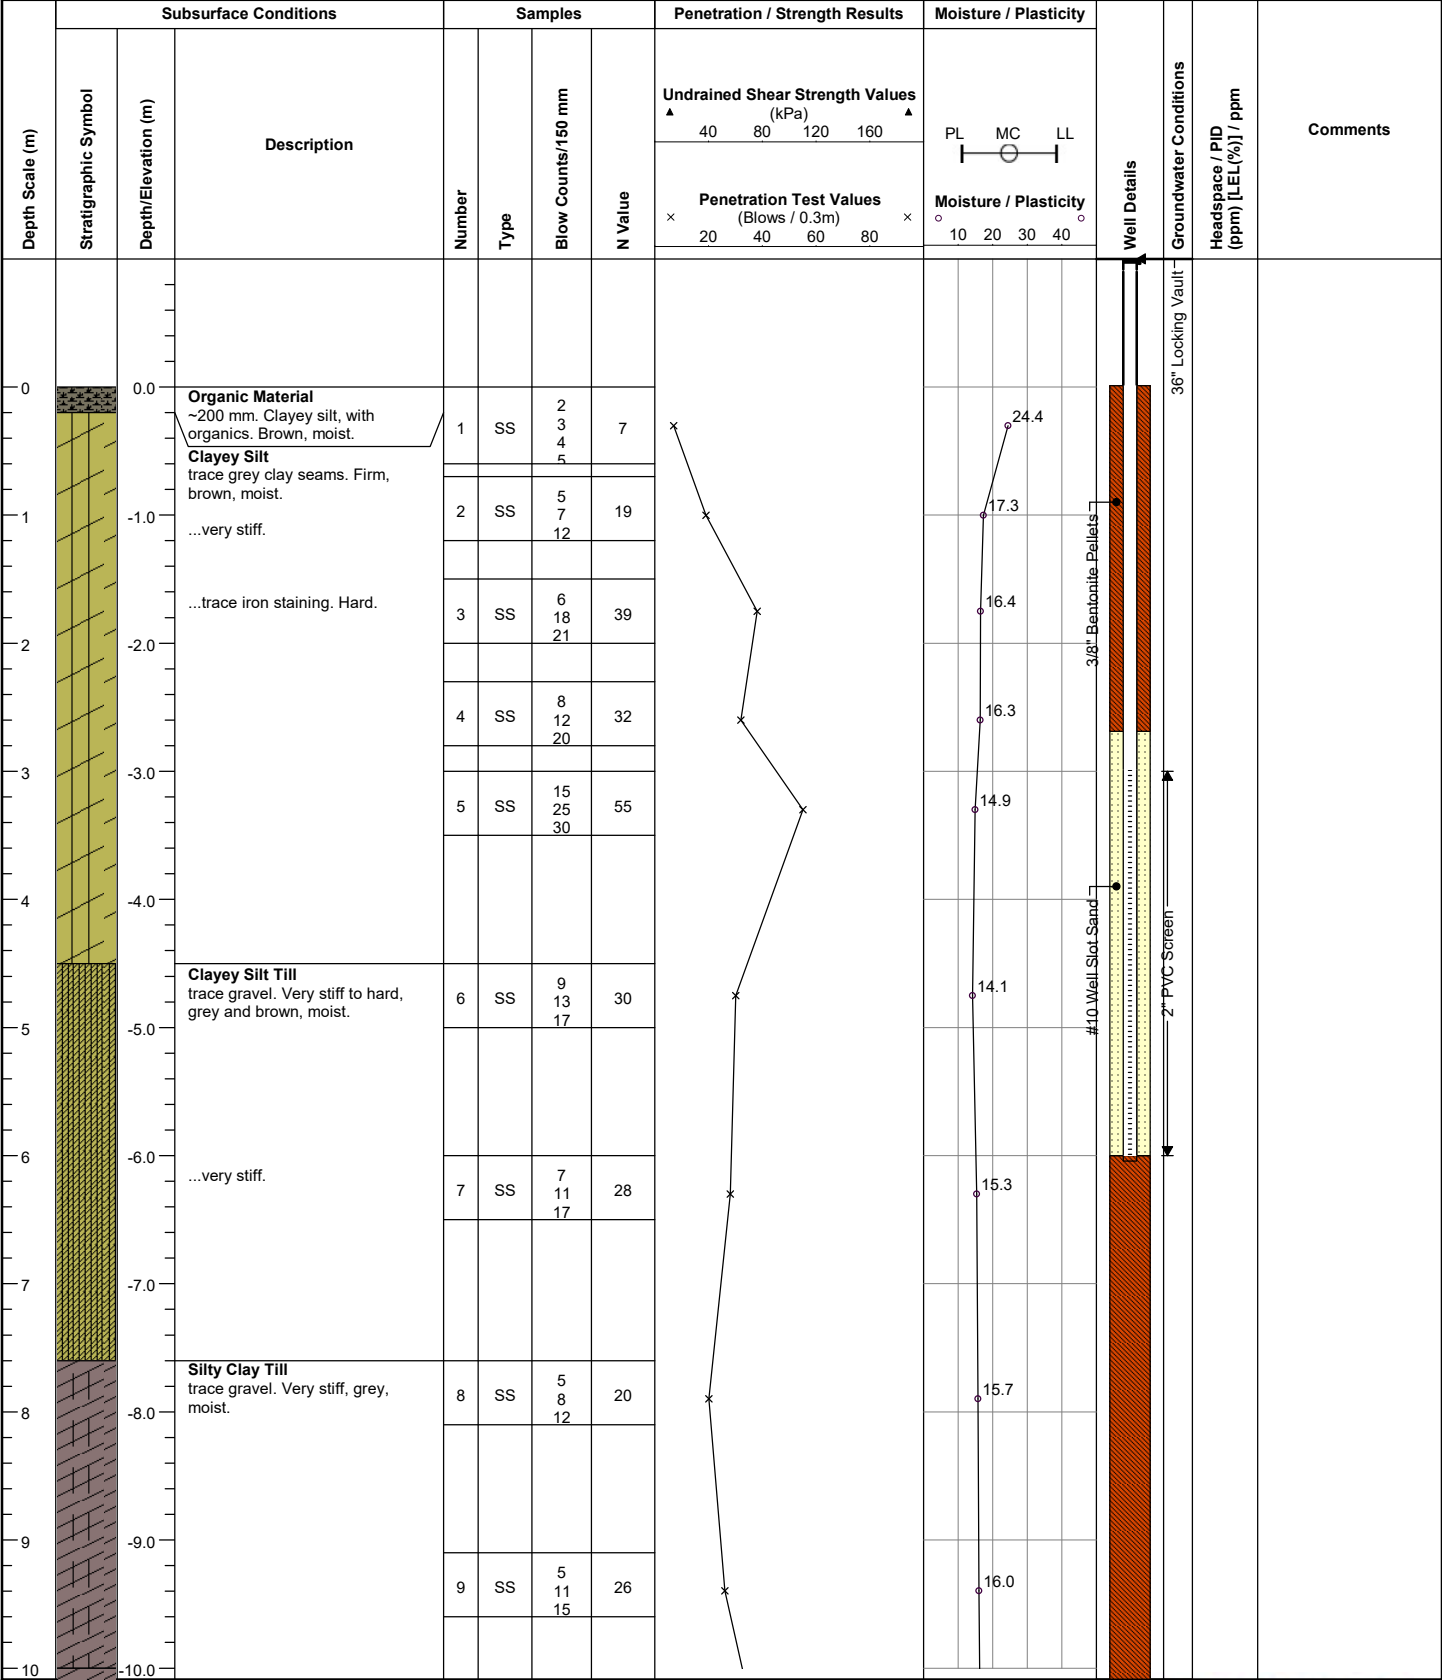 Subsurface Conditions
Samples
Penetration / Strength Results
Moisture / Plasticity
Depth Scale (m)
Stratigraphic Symbol
Depth/Elevation (m)
Description
Number
Type
Blow Counts/150 mm
N Value
Undrained Shear Strength Values
(kPa)
40 80 120 160
Penetration Test Values
(Blows / 0.3m)
20 40 60 80
PL MC LL
Moisture / Plasticity
10 20 30 40
Well Details
Groundwater Conditions
Headspace / PID
(ppm) [LEL(%)] / ppm
Comments
36" Locking Vault
0 0.0
Organic Material
~200 mm. Clayey silt, with
organics. Brown, moist.
1 SS 2 3 4 5 7
24.4
Clayey Silt
trace grey clay seams. Firm,
brown, moist.
2 SS 5 7 12 19
17.3
1 -1.0
...very stiff.
3/8" Bentonite Pellets
...trace iron staining. Hard.
3 SS 6 18 21 39
16.4
2 -2.0
4 SS 8 12 20 32
16.3
3 -3.0
5 SS 15 25 30 55
14.9
4 -4.0
#10 Well Slot Sand
2" PVC Screen
Clayey Silt Till
trace gravel. Very stiff to hard,
grey and brown, moist.
6 SS 9 13 17 30
14.1
5 -5.0
6 -6.0
...very stiff.
7 SS 7 11 17 28
15.3
7 -7.0
Silty Clay Till
trace gravel. Very stiff, grey,
moist.
8 SS 5 8 12 20
15.7
8 -8.0
9 -9.0
9 SS 5 11 15 26
16.0
10 -10.0